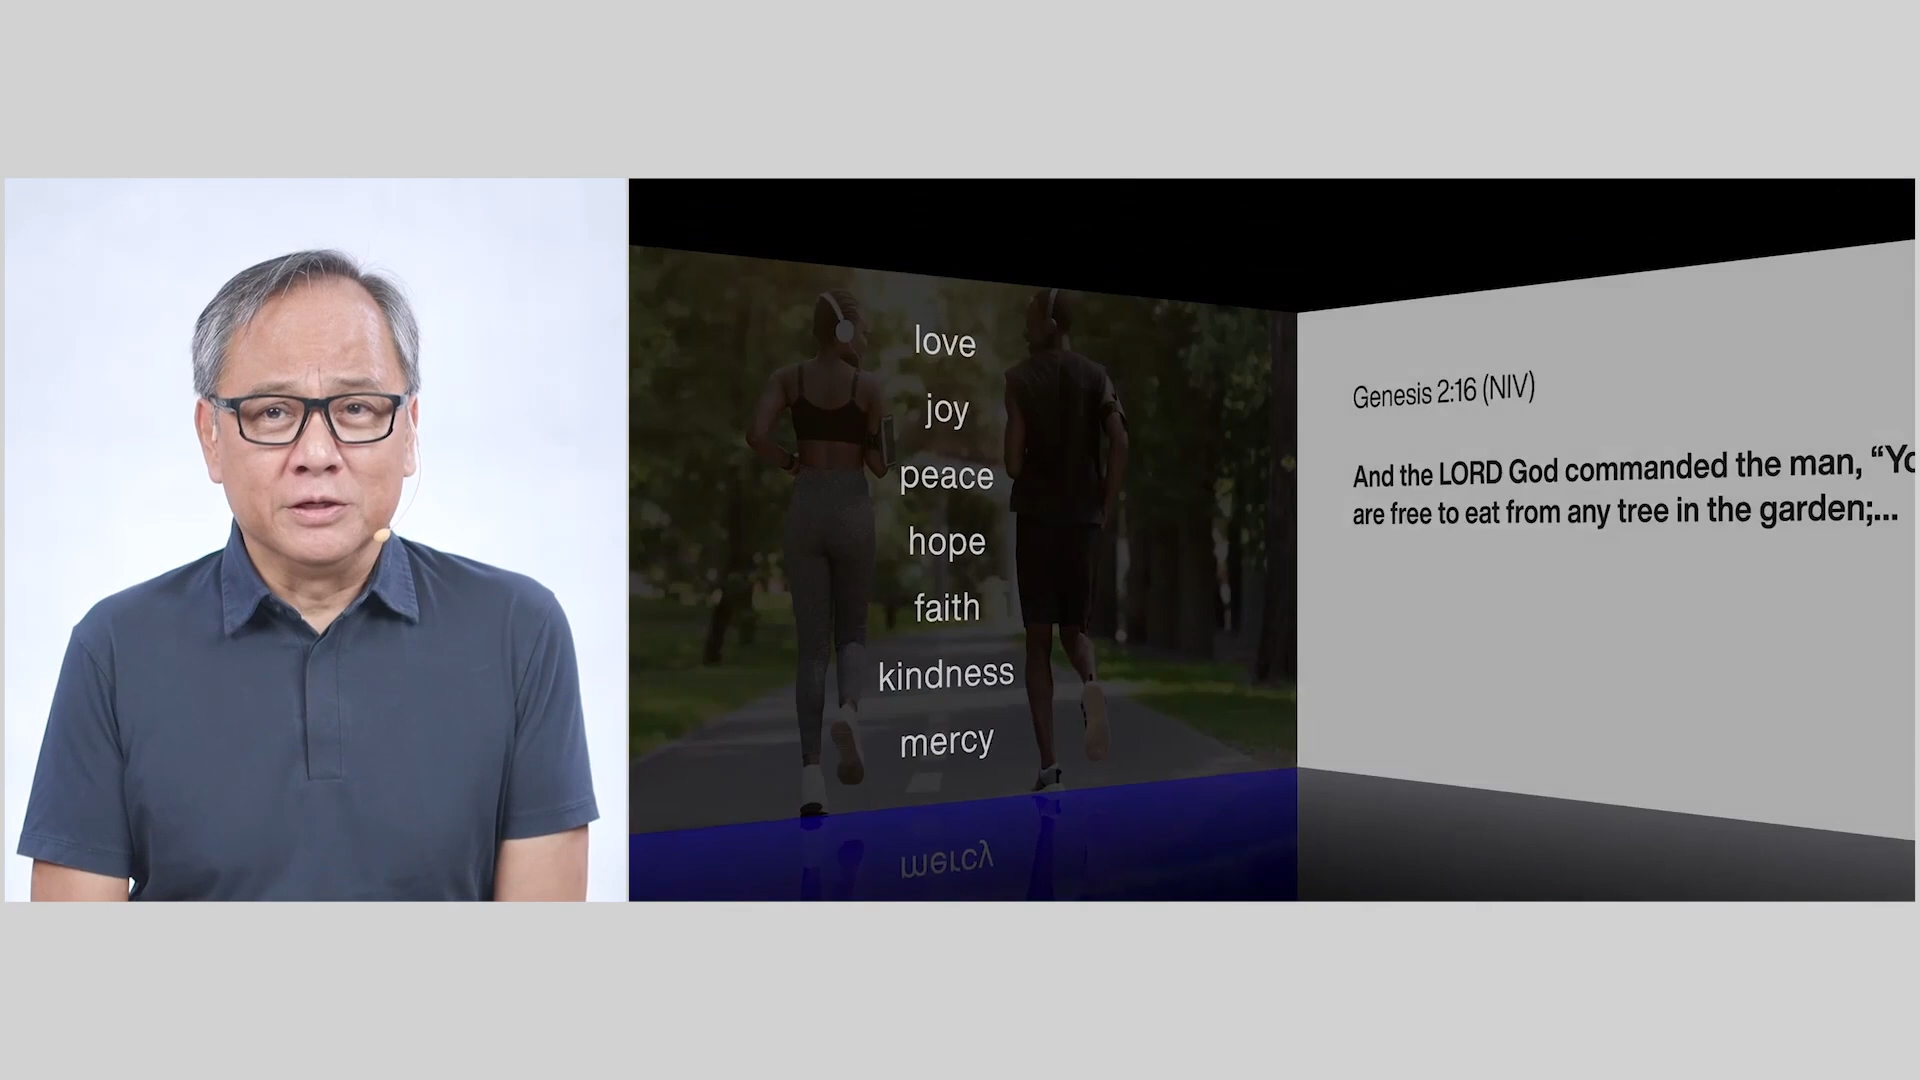 love
joy
peace
hope
faith
kindness
mercy
mercy
Genesis 2:16 (NIV)
And the LORD God commanded the man, “Yo
are free to eat from any tree in the garden;...